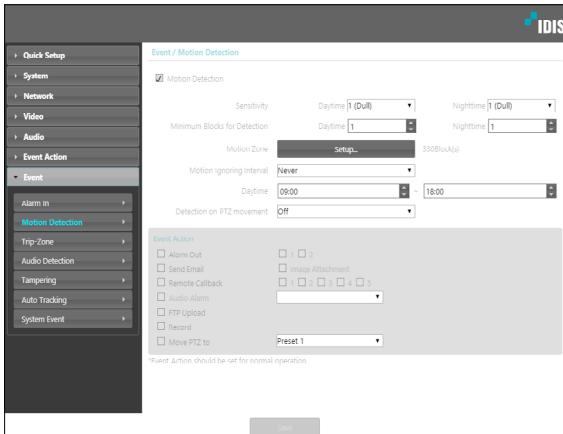 IDIS
Quick Setup
System
Network
Video
Audio
Event Action
Event
Alarm In
Motion Detection
Trip-Zone
Audio Detection
Tampering
Auto Tracking
System Event
Event / Motion Detection
Motion Detection
Sensitivity Daytime 1 (Dull) Nighttime 1 (Dull)
Minimum Blocks for Detection Daytime 1 Nighttime 1
Motion Zone Setup... 330Block(s)
Motion Ignoring Interval Never
Daytime 09:00 ~ 18:00
Detection on PTZ movement Off
Event Action
Alarm Out 1 2
Send Email Image Attachment
Remote Callback 1 2 3 4 5
Audio Alarm
FTP Upload
Record
Move PTZ to Preset 1
*Event Action should be set for normal operation
Save